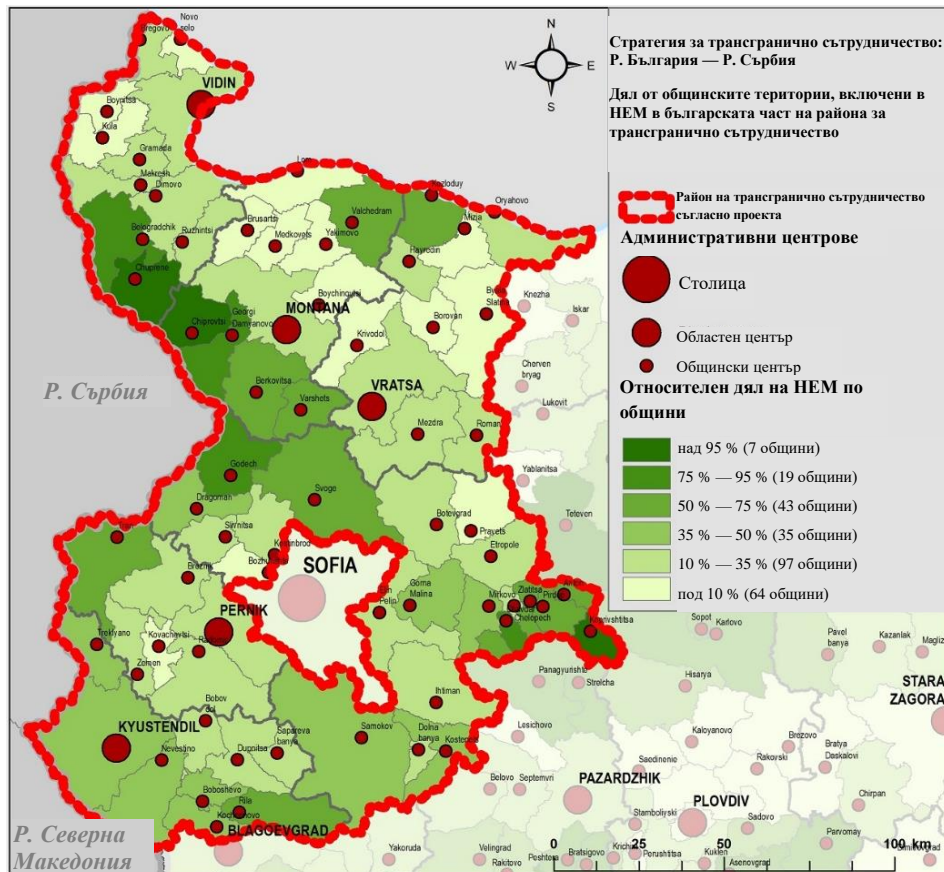 Novo
selo
Bregovo
VIDIN
Boynitsa
Kula
Gramada
Makresh
Dimovo
Belogradchik
Ruzhintsi
Chuprene
Lom
Brusartsi
Medkovets
Yakimovo
Valchedram
Kozloduy
Oryahovo
Mizia
Hayredin
Chiprovtsi
Georgi
Damyanovo
MONTANA
Boychinovtsi
Krivodol
Borovan
Byala
Slatina
Knezha
Iskar
Cherven
bryag
Lukovit
Berkovitsa
Varshets
VRATSA
Mezdra
Roman
Yablanitsa
Teteven
Godech
Svoge
Dragoman
Slivnitsa
Kostinbrod
Botevgrad
Pravets
Etropole
SOFIA
Breznik
PERNIK
Elin
Pelin
Gorna
Malina
Mirkovo
Zlatitsa
Pirdop
Anton
Chavdar
Chelopech
Koprivshtitsa
Treklyano
Kovachevtsi
Radomir
Zemen
Bobov
dol
KYUSTENDIL
Nevestino
Dupnitsa
Sapareva
banya
Samokov
Ihtiman
Dolna
banya
Kostenec
Boboshevo
Rila
Kocherinovo
BLAGOEVGRAD
Panagyurishte
Strelcha
Sopot
Karlovo
Pavel
banya
Kazanlak
Maglizh
Hisarya
STARA
ZAGORA
Lesichovo
Belovo
Septemvri
PAZARDZHIK
Kaloyanovo
Saedinenie
Rakovski
Brezovo
Bratya
Daskalovi
Chirpan
PLOVDIV
Stamboliyski
Sadovo
Parvomay
Yakoruda
Velingrad
Rakitovo
Peshtera
Bratsigovo
Krichim
Perushtitsa
Kuklen
Asenovgrad
Dimitrovgrad
Р. Сърбия
Р. Северна
Македония
N
W
E
S
Стратегия за трансгранично сътрудничество:
Р. България — Р. Сърбия
Дял от общинските територии, включени в
НЕМ в българската част на района за
трансгранично сътрудничество
Район на трансгранично сътрудничество
съгласно проекта
Административни центрове
Столица
Областен център
Общински център
Относителен дял на НЕМ по
общини
над 95 % (7 общини)
75 % — 95 % (19 общини)
50 % — 75 % (43 общини)
35 % — 50 % (35 общини)
10 % — 35 % (97 общини)
под 10 % (64 общини)
0
50
100 km